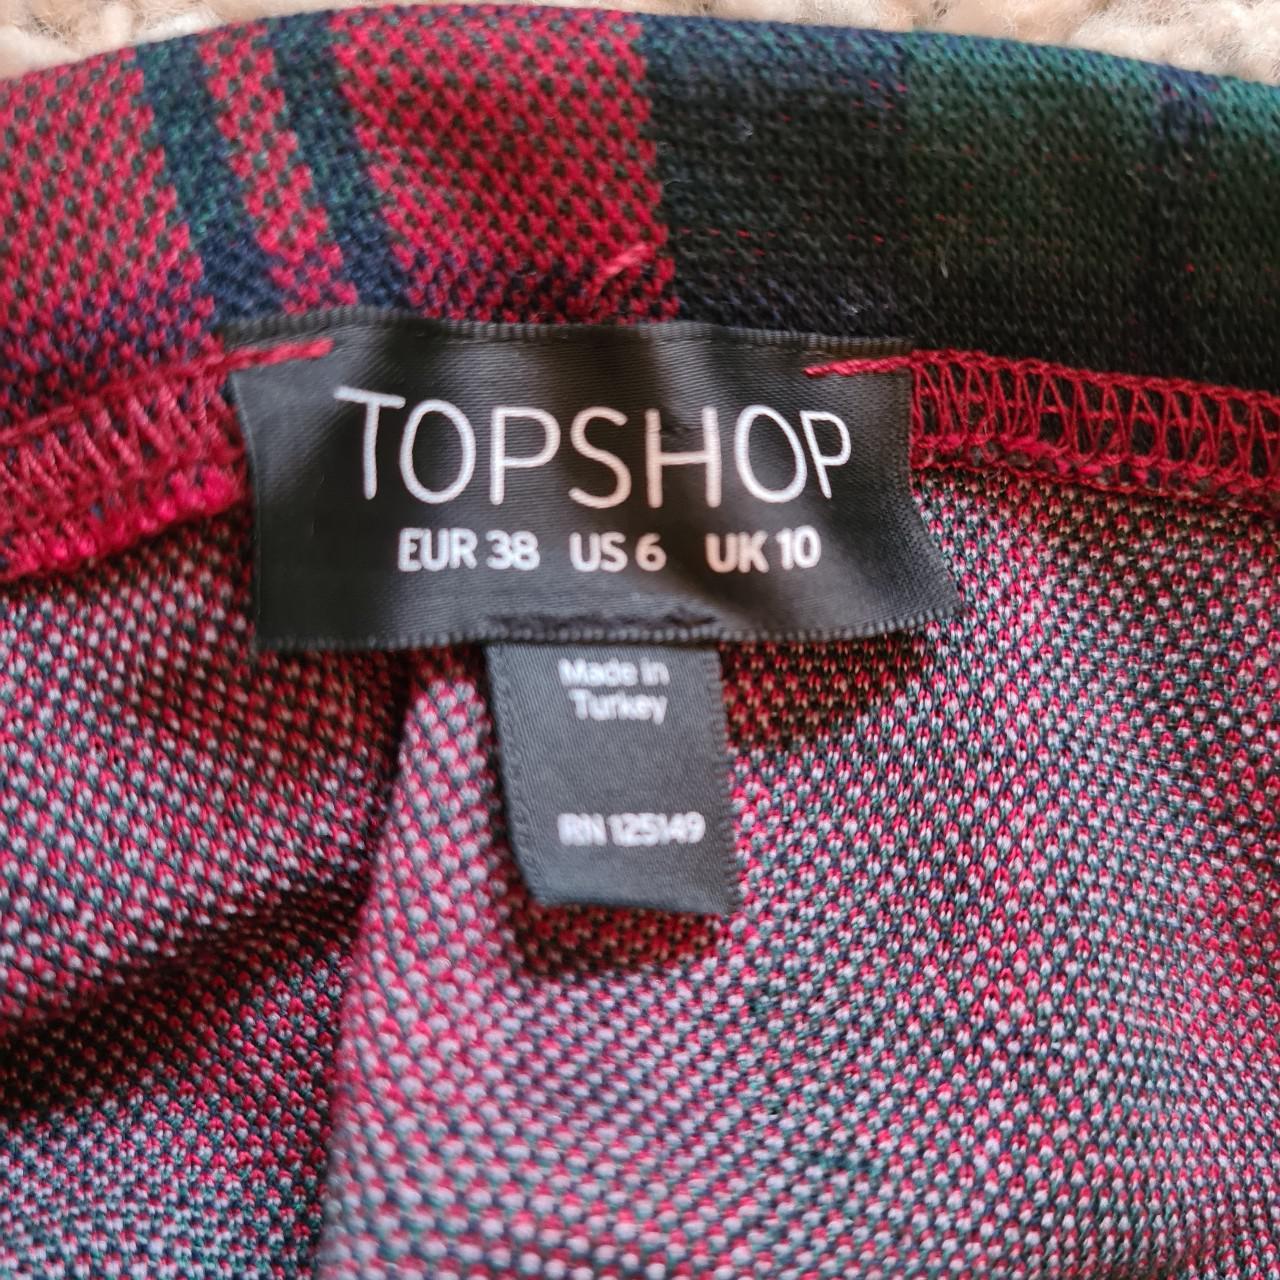 TOPSHOP
EUR 38 US 6 UK 10
Made in
Turkey
RN 125149